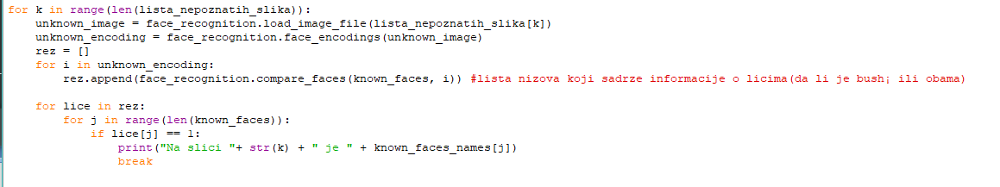 for k in range(len(lista_nepoznatih_slika)):
    unknown_image = face_recognition.load_image_file(lista_nepoznatih_slika[k])
    unknown_encoding = face_recognition.face_encodings(unknown_image)
    rez = []
    for i in unknown_encoding:
        rez.append(face_recognition.compare_faces(known_faces, i)) #lista nizova koji sadrze informacije o licima(da li je bush; ili obama)
    for lice in rez:
        for j in range(len(known_faces)):
            if lice[j] == 1:
                print("Na slici "+ str(k) + " je " + known_faces_names[j])
                break